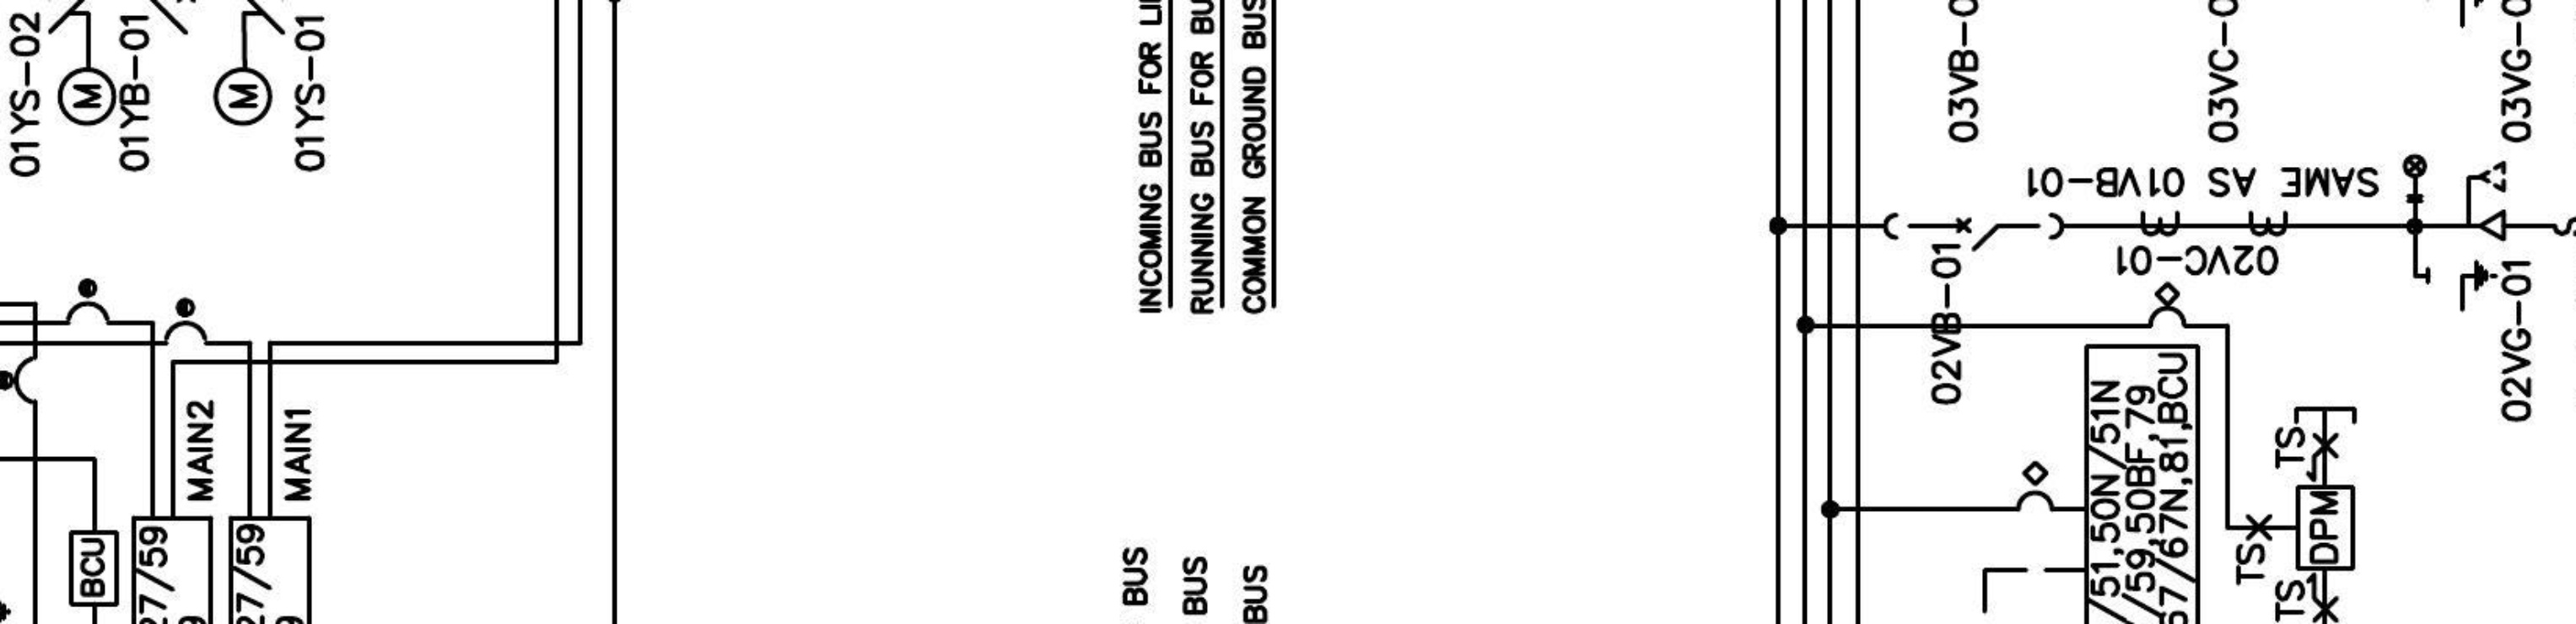 01YS-02
M
01YB-01
M
01YS-01
MAIN2
MAIN1
BCU
27/59
27/59
INCOMING BUS FOR
RUNNING BUS FOR
COMMON GROUND BUS
BUS
BUS
BUS
03VB-0
03VC-0
03VG-0
SAME AS 01VB-01
02VC-01
02VB-01
02VG-01
/51,50N/51N
/59,50BF,79
67/67N,81,BCU
TS
DPM
TS
TS